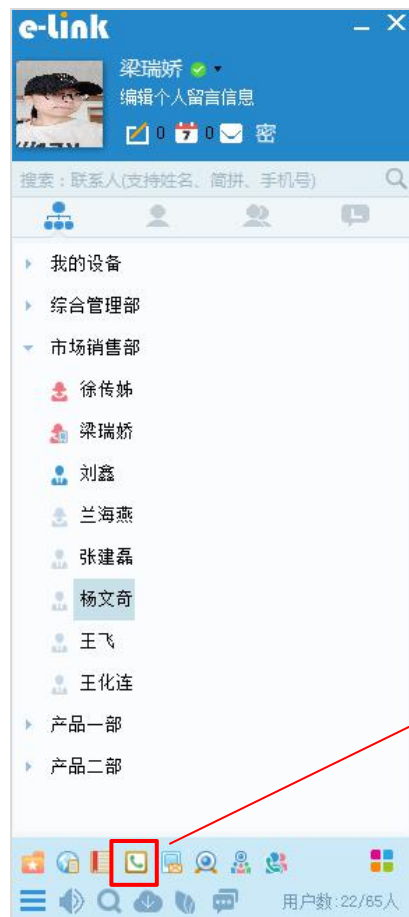 e-link
梁瑞娇
编辑个人留言信息
0 7 0 密
搜索：联系人(支持姓名、简拼、手机号)
我的设备
综合管理部
市场销售部
徐传姊
梁瑞娇
刘鑫
兰海燕
张建磊
杨文奇
王飞
王化连
产品一部
产品二部
用户数:22/65人